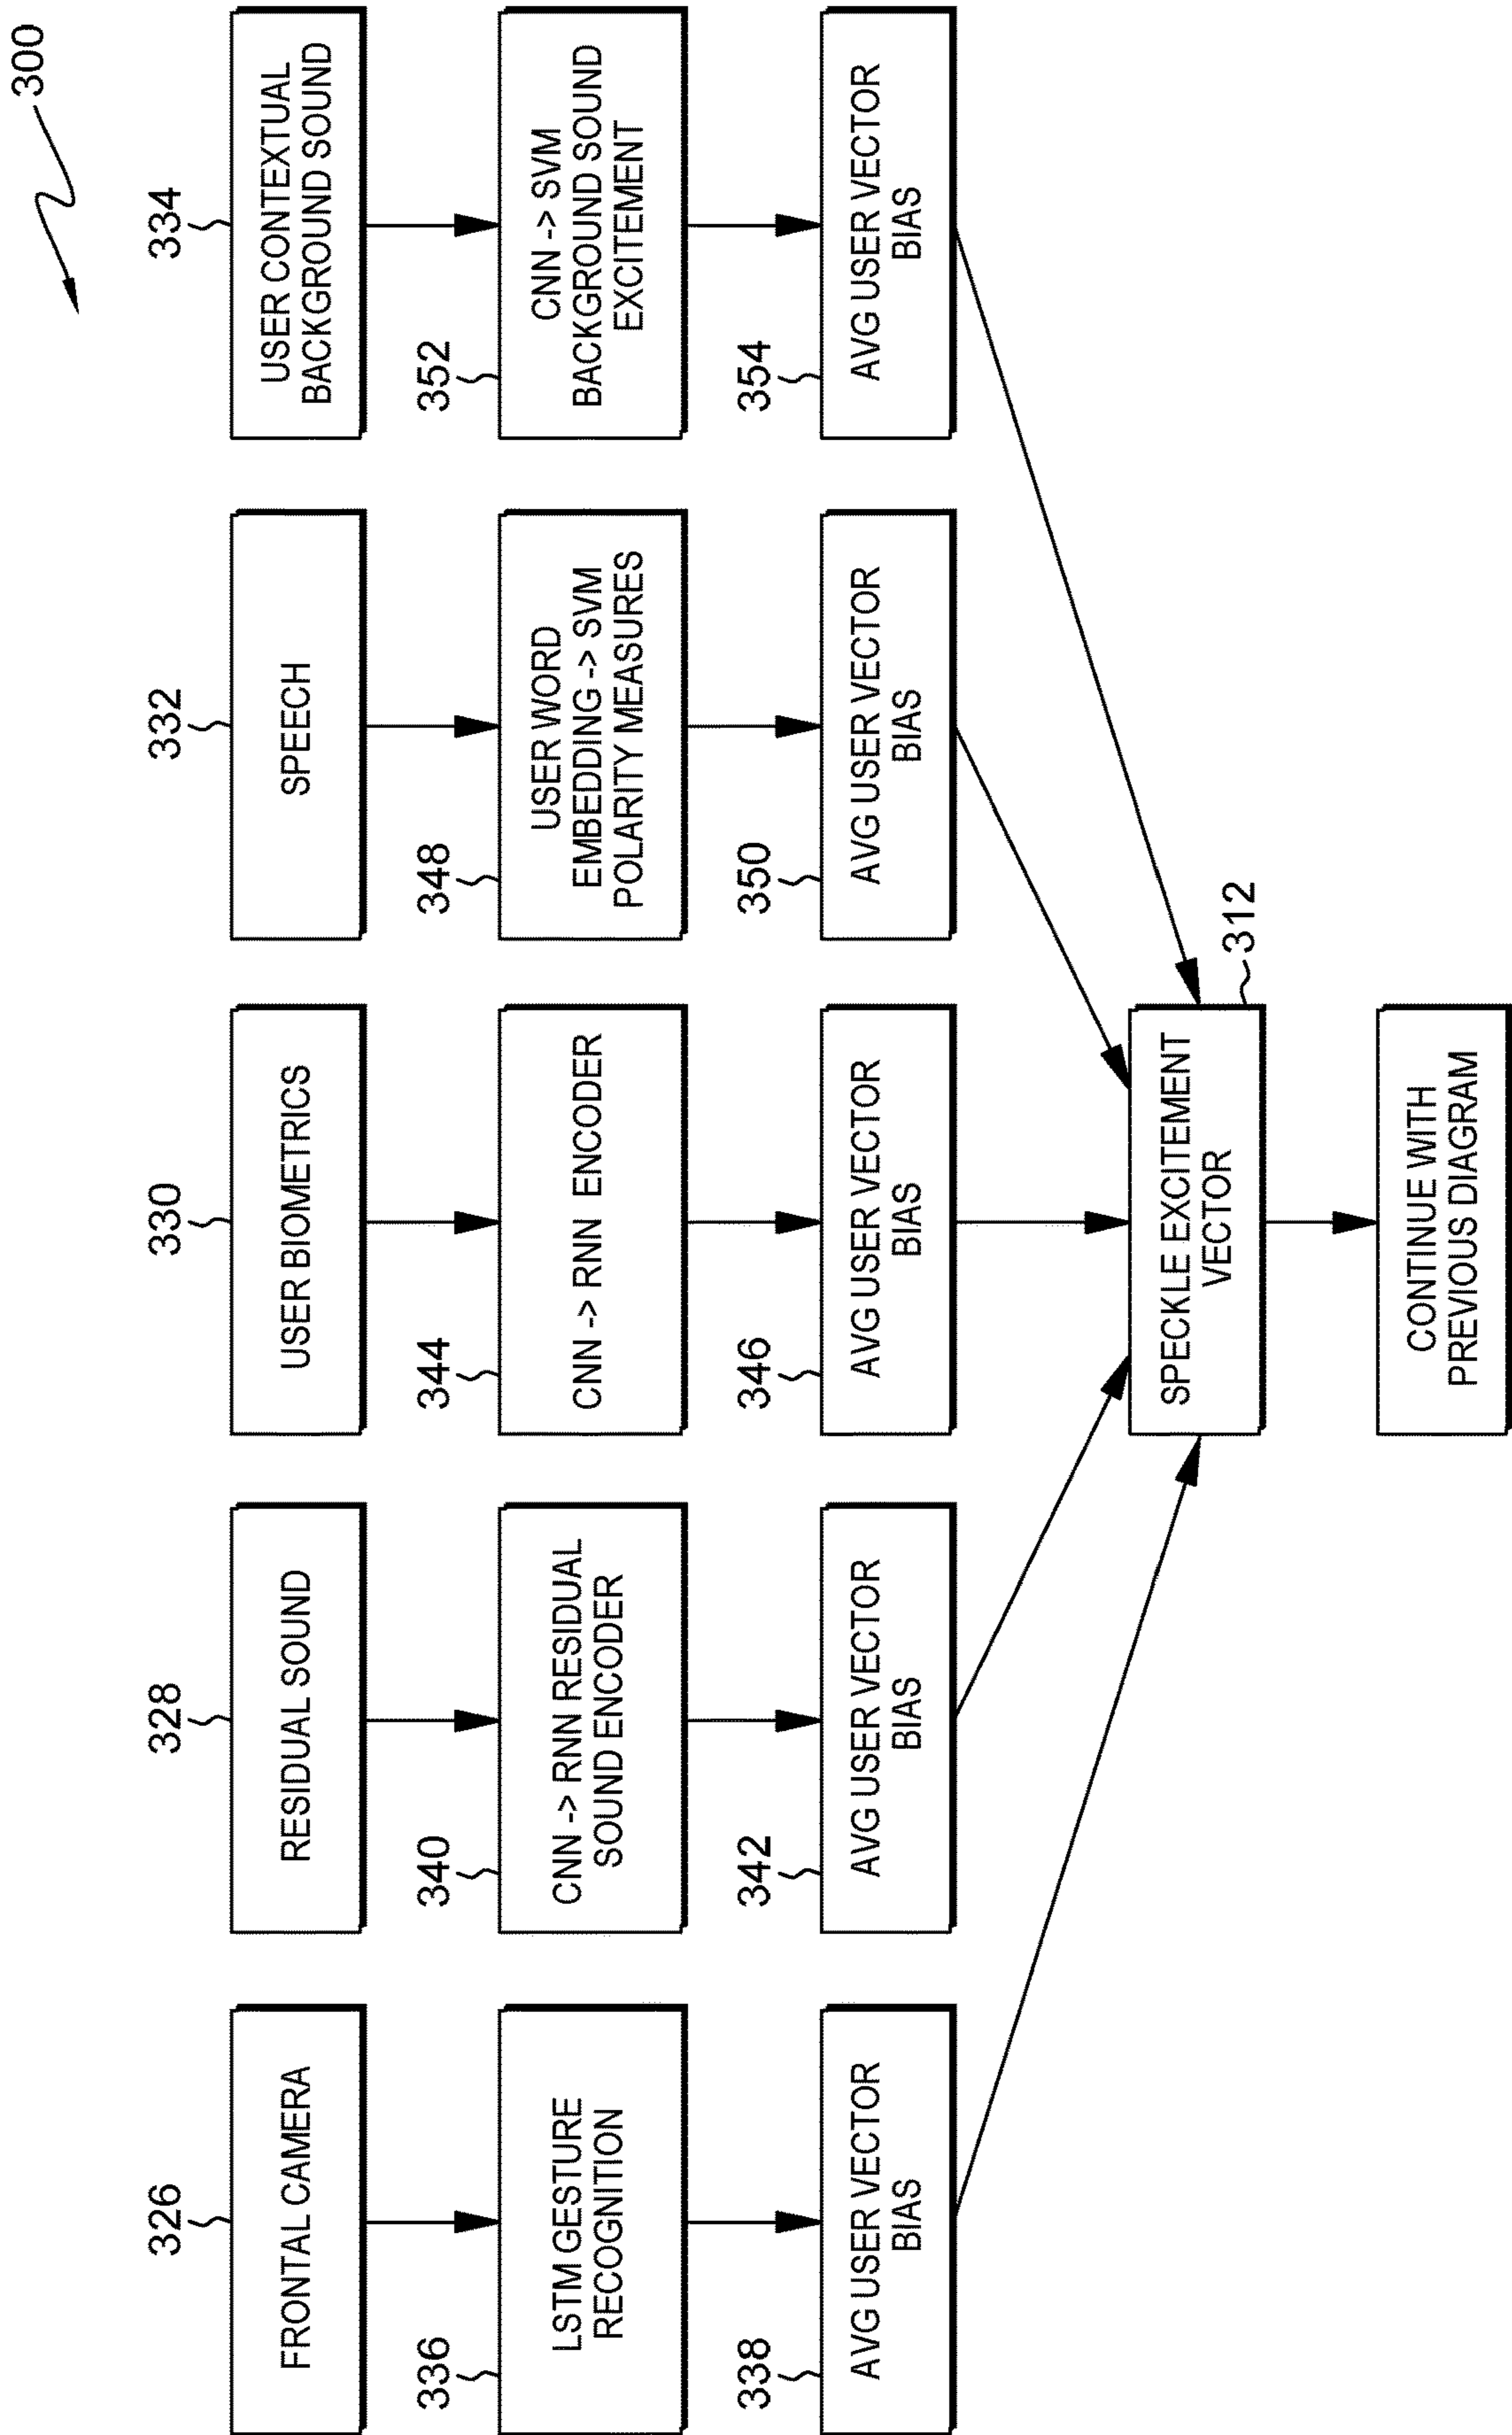 300
326
FRONTAL CAMERA
328
RESIDUAL SOUND
330
USER BIOMETRICS
332
SPEECH
334
USER CONTEXTUAL
BACKGROUND SOUND
336
LSTM GESTURE
RECOGNITION
340
CNN -> RNN RESIDUAL
SOUND ENCODER
344
CNN -> RNN ENCODER
348
USER WORD
EMBEDDING -> SVM
POLARITY MEASURES
352
CNN -> SVM
BACKGROUND SOUND
EXCITEMENT
338
AVG USER VECTOR
BIAS
342
AVG USER VECTOR
BIAS
346
AVG USER VECTOR
BIAS
350
AVG USER VECTOR
BIAS
354
AVG USER VECTOR
BIAS
SPECKLE EXCITEMENT
VECTOR
312
CONTINUE WITH
PREVIOUS DIAGRAM